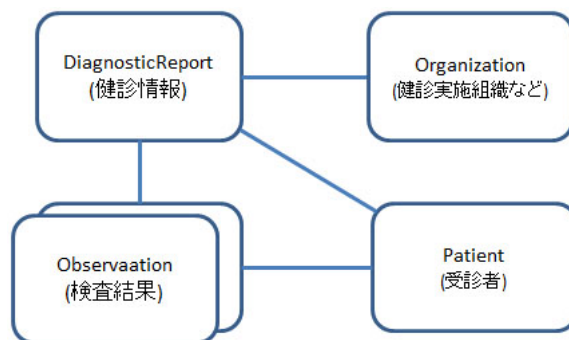 DiagnosticReport
(健診情報)
Organization
(健診実施組織など)
Observaation
(検査結果)
Patient
(受診者)